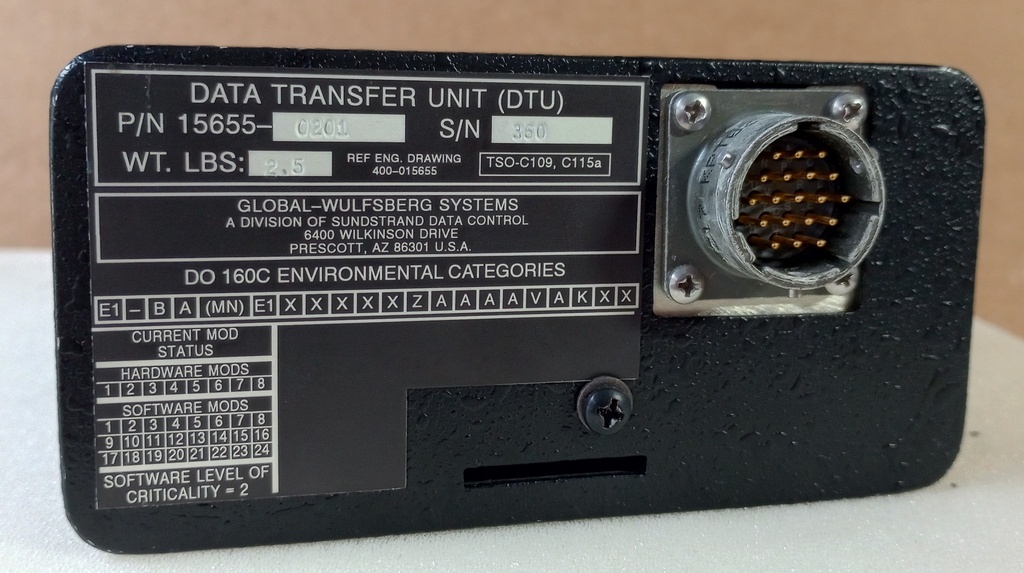 DATA TRANSFER UNIT (DTU)
P/N 15655-0201 S/N 360
WT. LBS: 2.5 REF ENG. DRAWING 400-015655 TSO-C109, C115a
GLOBAL-WULFSBERG SYSTEMS
A DIVISION OF SUNDSTRAND DATA CONTROL
6400 WILKINSON DRIVE
PRESCOTT, AZ 86301 U.S.A.
DO 160C ENVIRONMENTAL CATEGORIES
E1 - B A (MN) E1 X X X X X Z A A A A V A K X X
CURRENT MOD
STATUS
HARDWARE MODS
1 2 3 4 5 6 7 8
SOFTWARE MODS
1 2 3 4 5 6 7 8
9 10 11 12 13 14 15 16
17 18 19 20 21 22 23 24
SOFTWARE LEVEL OF
CRITICALITY = 2